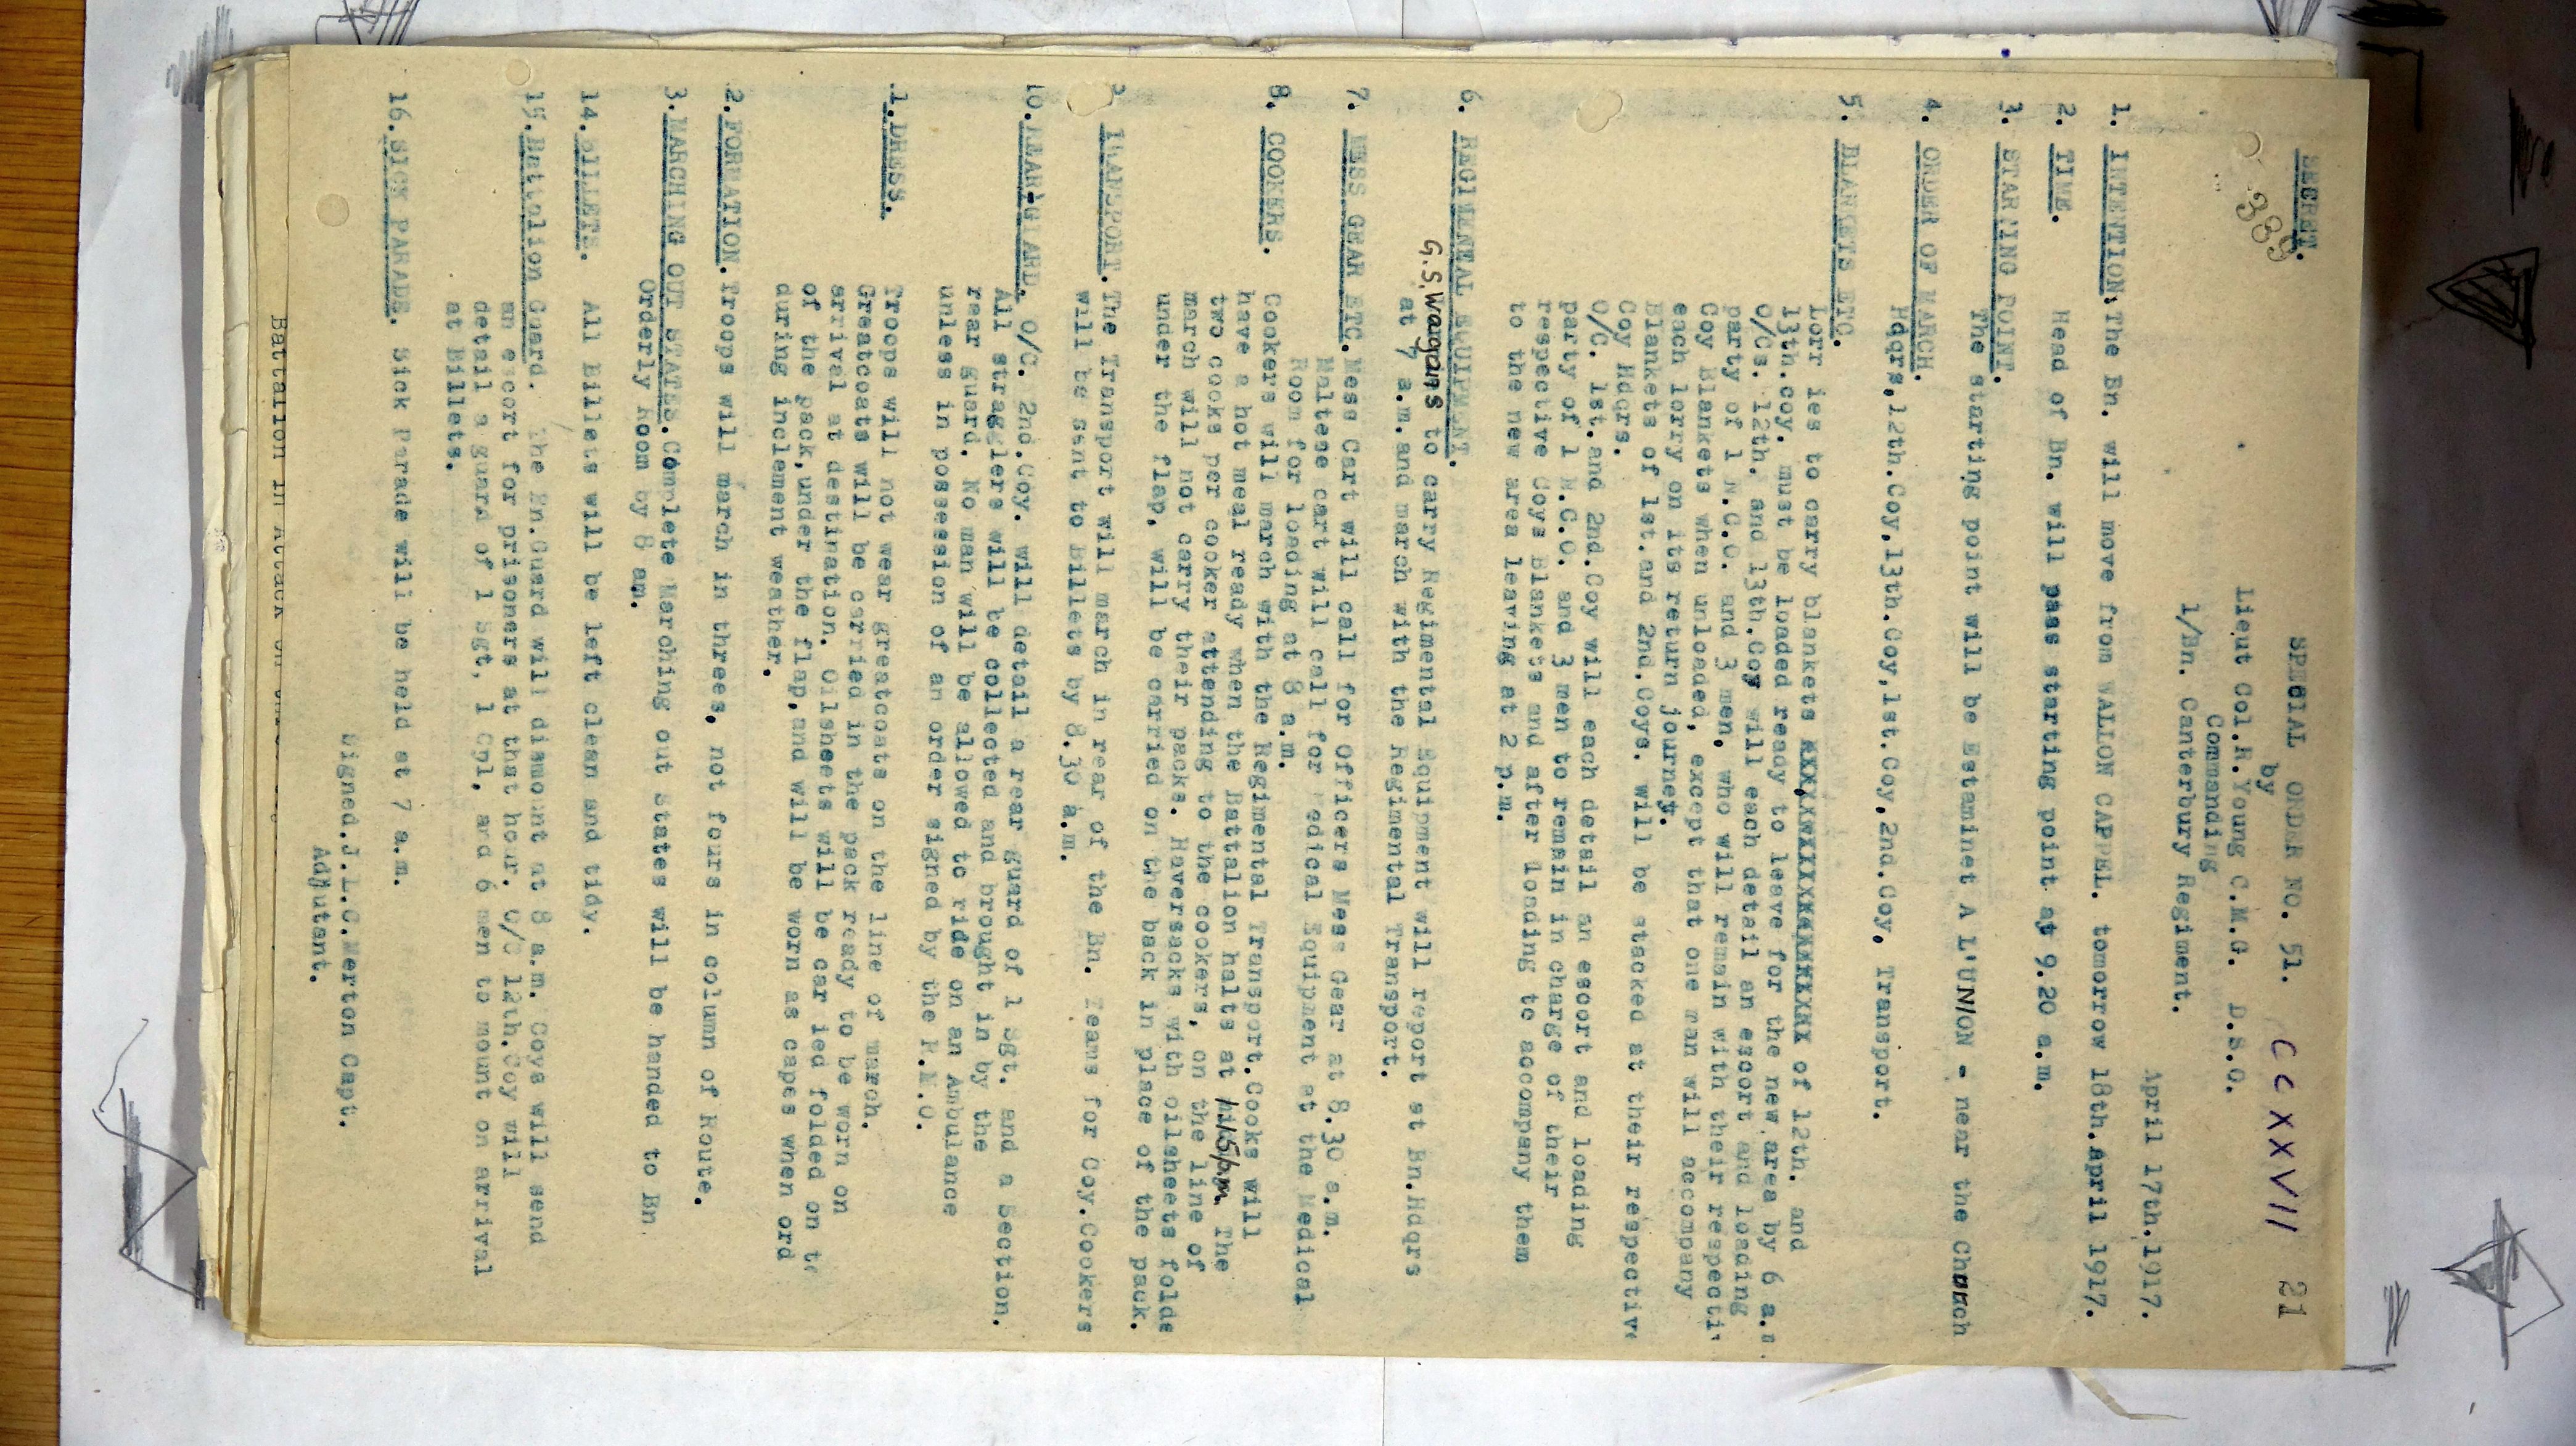 SECRET.
SPECIAL ORDER NO. 51. CCXXVII 21
by
Lieut Col.R.Young C.M.G. D.S.O.
Commanding
1/Bn. Canterbury Regiment.
April 17th.1917.
1. INTENTION. The Bn. will move from WALLON CAPPEL. tomorrow 18th.April 1917.
2. TIME. Head of Bn. will pass starting point at 9.20 a.m.
3. STARTING POINT.
The starting point will be Estaminet A L'UNION - near the Chunch
4. ORDER OF MARCH.
Hdqrs,12th.Coy,13th.Coy,1st.Coy,2nd.Coy, Transport.
5. BLANKETS ETC.
Lorries to carry blankets of 12th. and
13th.coy. must be loaded ready to leave for the new area by 6 a.m
O/Cs. 12th. and 13th.Coy will each detail an escort and loading
party of 1 N.C.O. and 3 men, who will remain with their respecti
Coy Blankets when unloaded, except that one man will accompany
each lorry on its return journey.
Blankets of 1st.and 2nd.Coys. will be stacked at their respective
Coy Hdqrs.
O/C. 1st.and 2nd.Coy will each detail an escort and loading
party of 1 N.C.O. and 3 men to remain in charge of their
respective Coys Blankets and after loading to accompany them
to the new area leaving at 2 p.m.
6. REGIMENEAL EQUIPMENT.
G.S.Waggons to carry Regimental Equipment will report at Bn.Hdqrs
at 7 a.m.and march with the Regimental Transport.
7. MESS GEAR ETC. Mess Cart will call for Officers Mess Gear at 8.30 a.m.
Maltese cart will call for Medical Equipment at the Medical
Room for loading at 8 a.m.
8. COOKERS. Cookers will march with the Regimental Transport.Cooks will
have a hot meal ready when the Battalion halts at 1.15p.m. The
two cooks per cooker attending to the cookers, on the line of
march will not carry their packs. Haversacks with oilsheets folde
under the flap, will be carried on the back in place of the pack.
9. TRANSPORT. The Transport will march in rear of the Bn. Teams for Coy.Cookers
will be sent to Billets by 8.30 a.m.
10. REAR-GUARD. O/C. 2nd.Coy. will detail a rear guard of 1 Sgt. and a Section.
All stragglers will be collected and brought in by the
rear guard. No man will be allowed to ride on an Ambulance
unless in possession of an order signed by the R.M.O.
1. DRESS. Troops will not wear greatcoats on the line of march.
Greatcoats will be carried in the pack ready to be worn on
arrival at destination. Oilsheets will be car ied folded on to
of the pack,under the flap,and will be worn as capes when ord
during inclement weather.
2. FORMATION. Troops will march in threes, not fours in column of Route.
3. MARCHING OUT STATES. Complete Marching out States will be handed to Bn
Orderly Room by 8 am.
14. BILLETS. All Billets will be left clean and tidy.
15. Battalion Guard. The Bn.Guard will dismount at 8 a.m. Coys will send
an escort for prisoners at that hour. O/C 12th.Coy will
detail a guard of 1 Sgt, 1 Cpl, and 6 men to mount on arrival
at Billets.
16. SICK PARADE. Sick Parade will be held at 7 a.m.
Signed.J.L.C.Merton Capt.
Adjutant.
Battalion in Attack on